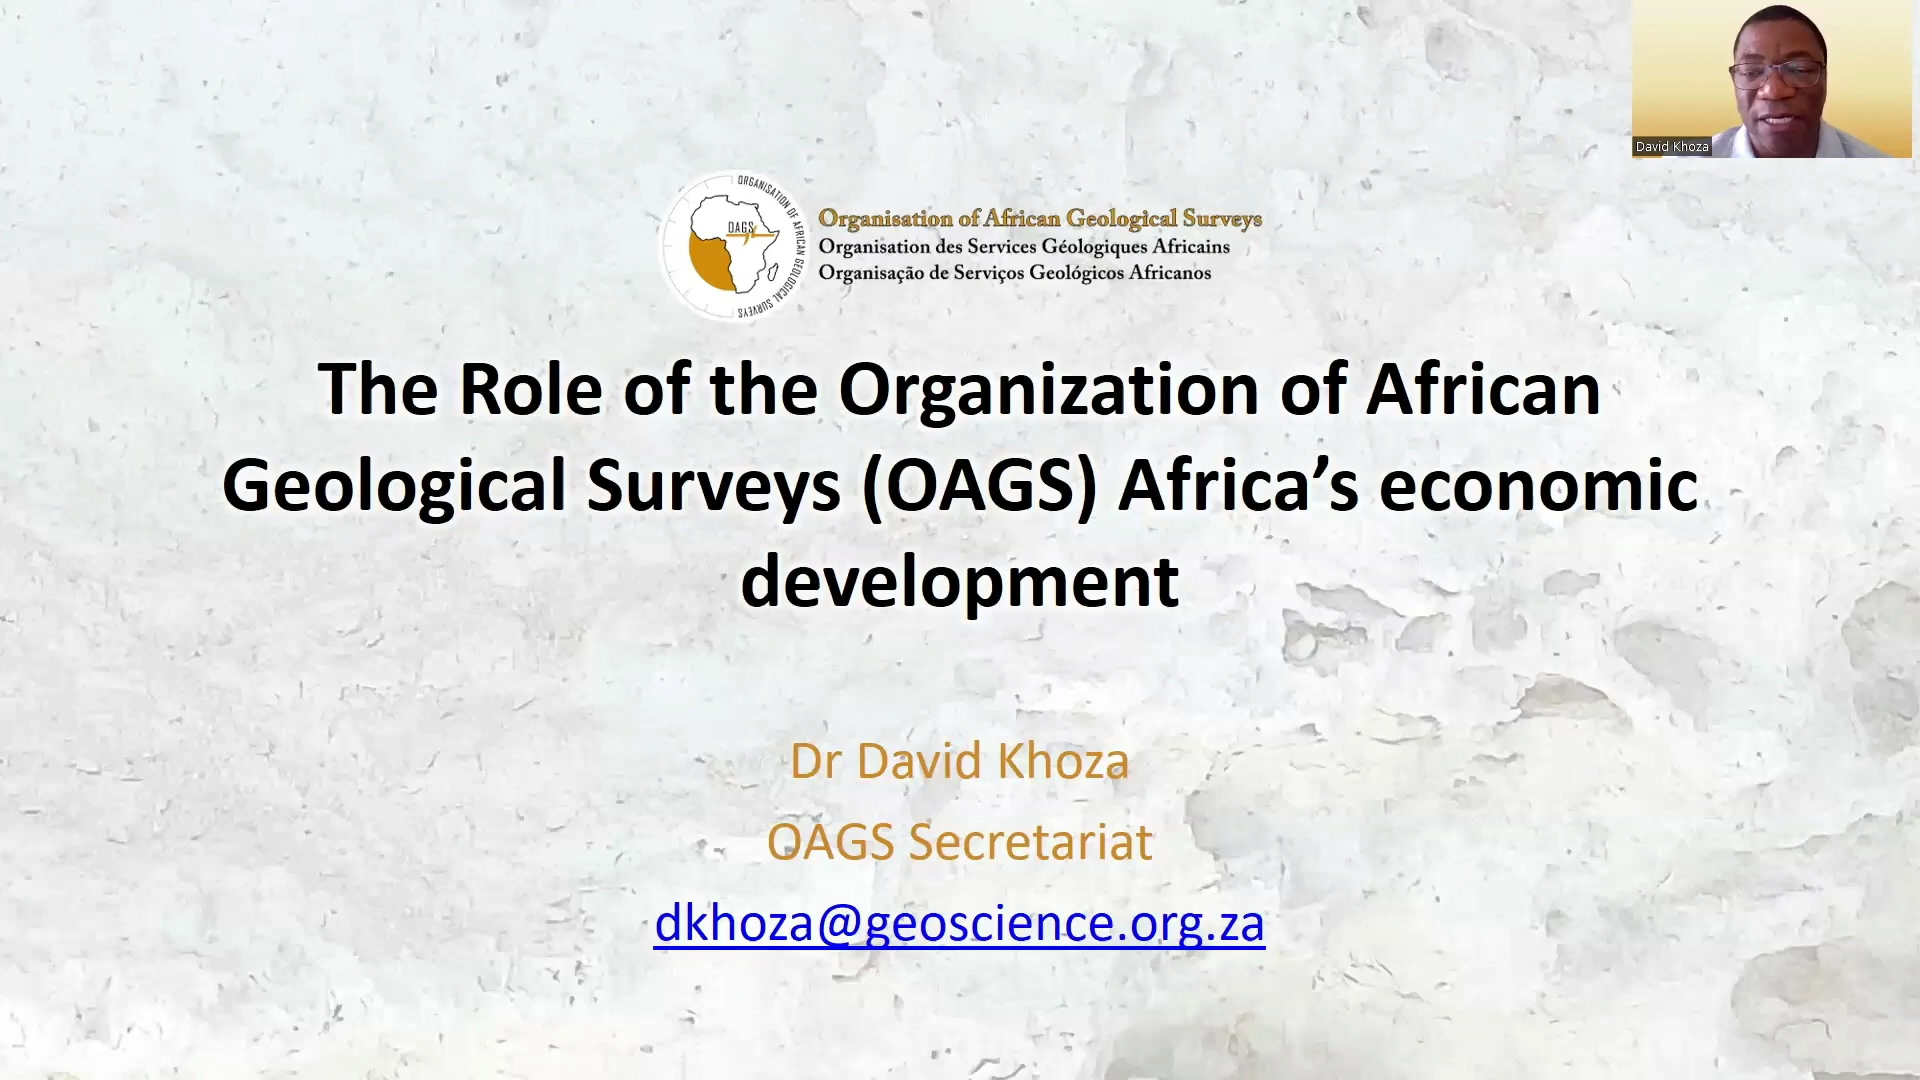 David Khoza
ORGANISATION OF AFRICAN GEOLOGICAL SURVEYS
OAGS
Organisation of African Geological Surveys
Organisation des Services Géologiques Africains
Organisação de Serviços Geológicos Africanos
The Role of the Organization of African
Geological Surveys (OAGS) Africa’s economic
development
Dr David Khoza
OAGS Secretariat
dkhoza@geoscience.org.za